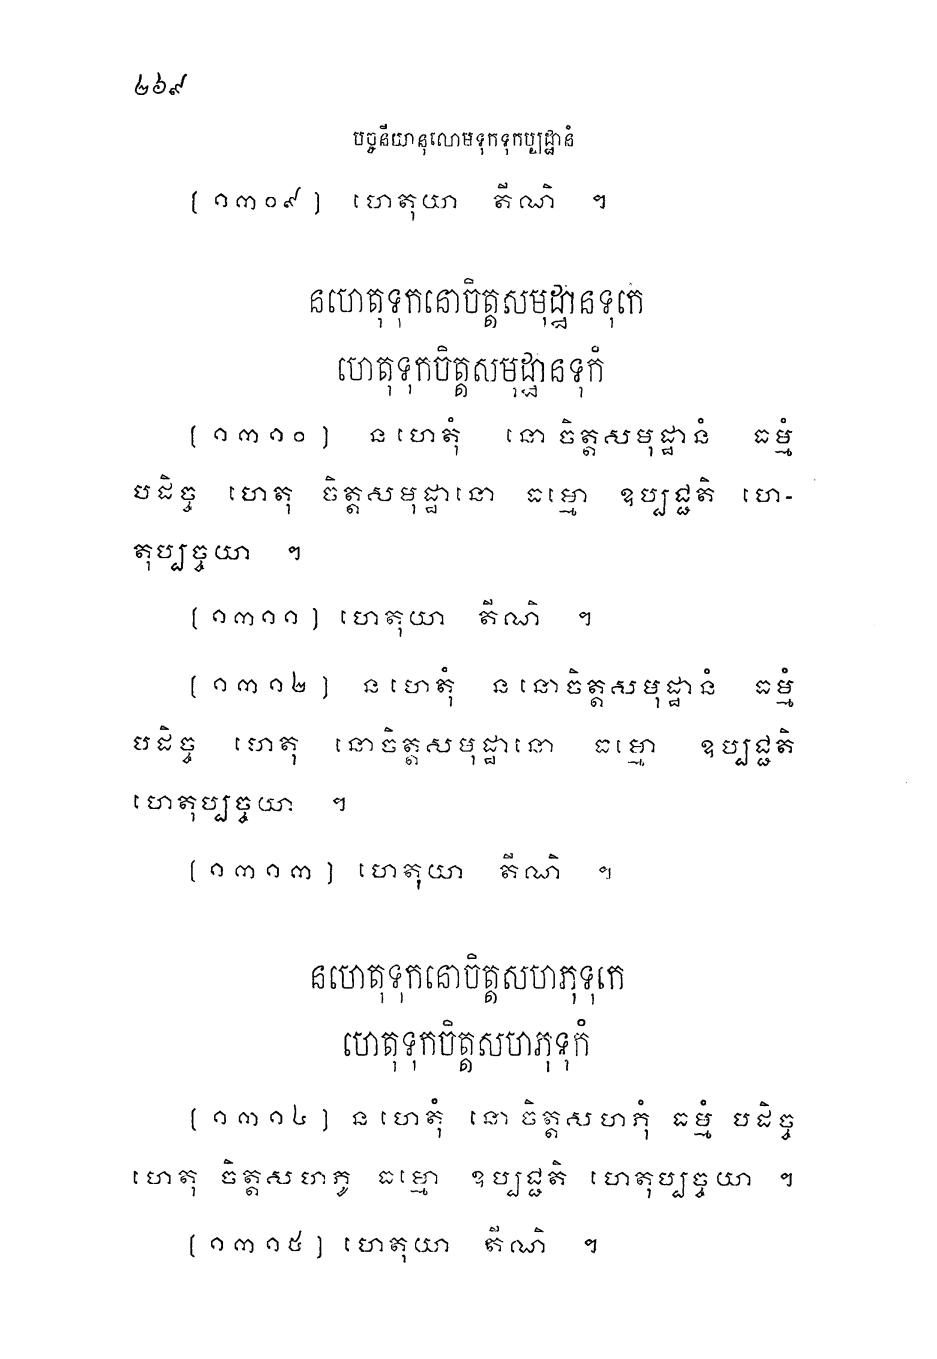 ២៦៩
បច្ចនីយានុលោមទុកទុកប្បដ្ឋានំ
[១៣០៩] ហេតុយា តីណិ ។
នហេតុទុកនោចិត្តសមុដ្ឋានទុកេ
ហេតុទុកចិត្តសមុដ្ឋានទុកំ
[១៣១០] នហេតុំ នោចិត្តសមុដ្ឋានំ ធម្មំ
បដិច្ច ហេតុ ចិត្តសមុដ្ឋានោ ធម្មោ ឧប្បជ្ជតិ ហេ-
តុប្បច្ចយា ។
[១៣១១] ហេតុយា តីណិ ។
[១៣១២] នហេតុំ ននោចិត្តសមុដ្ឋានំ ធម្មំ
បដិច្ច ហេតុ នោចិត្តសមុដ្ឋានោ ធម្មោ ឧប្បជ្ជតិ
ហេតុប្បច្ចយា ។
[១៣១៣] ហេតុយា តីណិ ។
នហេតុទុកនោចិត្តសហភុទុកេ
ហេតុទុកចិត្តសហភុទុកំ
[១៣១៤] នហេតុំ នោចិត្តសហភុំ ធម្មំ បដិច្ច
ហេតុ ចិត្តសហភូ ធម្មោ ឧប្បជ្ជតិ ហេតុប្បច្ចយា ។
[១៣១៥] ហេតុយា តីណិ ។